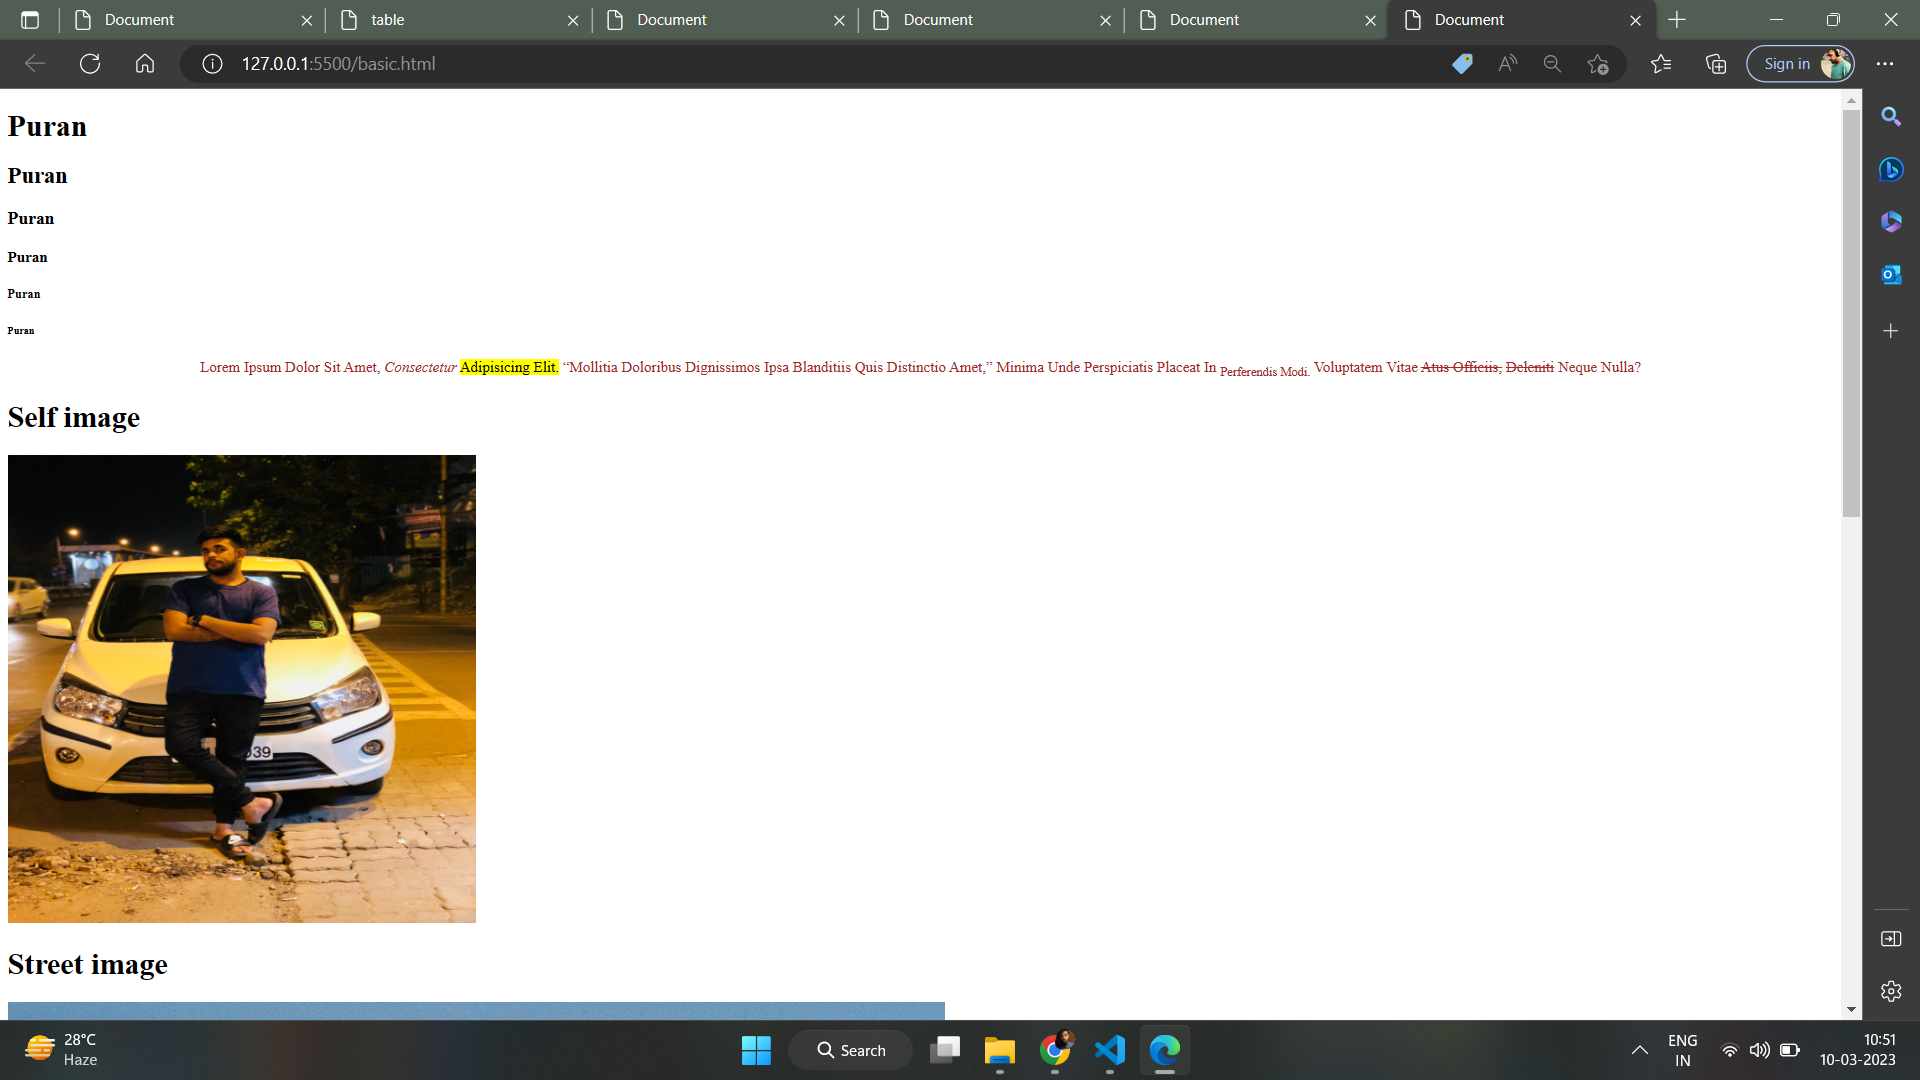 Document
table
Document
Document
Document
Document
127.0.0.1:5500/basic.html
Sign in
Puran
Puran
Puran
Puran
Puran
Puran
Lorem Ipsum Dolor Sit Amet, Consectetur Adipisicing Elit. “Mollitia Doloribus Dignissimos Ipsa Blanditiis Quis Distinctio Amet,” Minima Unde Perspiciatis Placeat In Perferendis Modi. Voluptatem Vitae Atus Officiis, Deleniti Neque Nulla?
Self image
39
Street image
28°C
Haze
Search
ENG
IN
10:51
10-03-2023